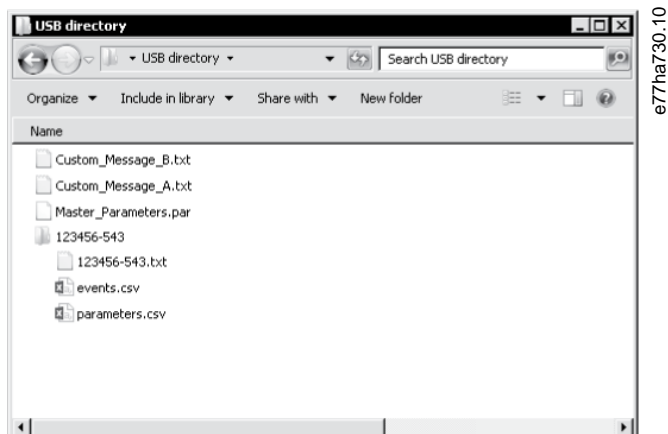 USB directory
USB directory
Search USB directory
Organize
Include in library
Share with
New folder
Name
Custom_Message_B.txt
Custom_Message_A.txt
Master_Parameters.par
123456-543
123456-543.txt
events.csv
parameters.csv
e77ha730.10